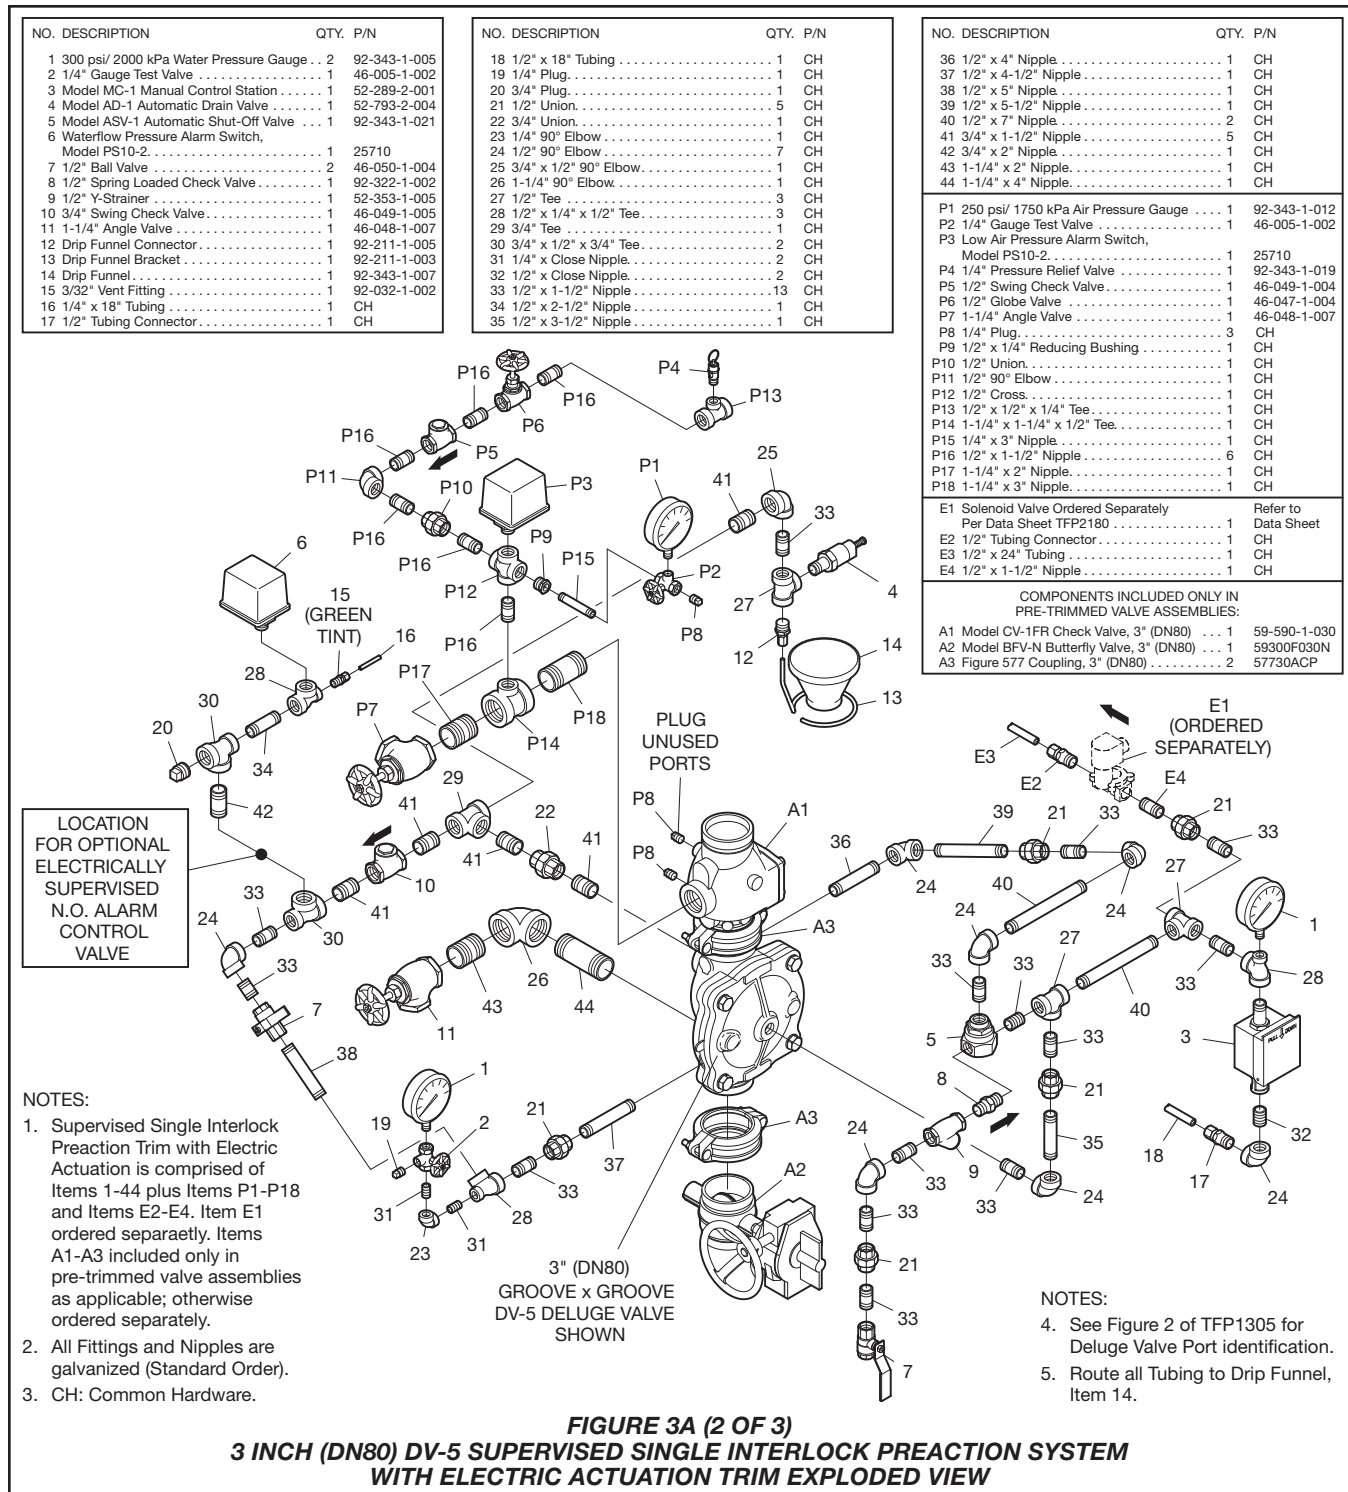 NO. DESCRIPTION QTY. P/N
1 300 psi/ 2000 kPa Water Pressure Gauge . . 2 92-343-1-005
2 1/4" Gauge Test Valve . . . . . . . . . . . . . . . . 1 46-005-1-002
3 Model MC-1 Manual Control Station . . . . . . 1 52-289-2-001
4 Model AD-1 Automatic Drain Valve . . . . . . . 1 52-793-2-004
5 Model ASV-1 Automatic Shut-Off Valve . . . 1 92-343-1-021
6 Waterflow Pressure Alarm Switch,
Model PS10-2. . . . . . . . . . . . . . . . . . . . . . 1 25710
7 1/2" Ball Valve . . . . . . . . . . . . . . . . . . . . . . 2 46-050-1-004
8 1/2" Spring Loaded Check Valve . . . . . . . . . 1 92-322-1-002
9 1/2" Y-Strainer . . . . . . . . . . . . . . . . . . . . . . 1 52-353-1-005
10 3/4" Swing Check Valve . . . . . . . . . . . . . . . 1 46-049-1-005
11 1-1/4" Angle Valve . . . . . . . . . . . . . . . . . . . 1 46-048-1-007
12 Drip Funnel Connector . . . . . . . . . . . . . . . . 1 92-211-1-005
13 Drip Funnel Bracket . . . . . . . . . . . . . . . . . . 1 92-211-1-003
14 Drip Funnel . . . . . . . . . . . . . . . . . . . . . . . . 1 92-343-1-007
15 3/32" Vent Fitting . . . . . . . . . . . . . . . . . . . . 1 92-032-1-002
16 1/4" x 18" Tubing . . . . . . . . . . . . . . . . . . . . 1 CH
17 1/2" Tubing Connector . . . . . . . . . . . . . . . . 1 CH
NO. DESCRIPTION QTY. P/N
18 1/2" x 18" Tubing . . . . . . . . . . . . . . . . . . . . 1 CH
19 1/4" Plug. . . . . . . . . . . . . . . . . . . . . . . . . . 1 CH
20 3/4" Plug. . . . . . . . . . . . . . . . . . . . . . . . . . 1 CH
21 1/2" Union. . . . . . . . . . . . . . . . . . . . . . . . . 5 CH
22 3/4" Union. . . . . . . . . . . . . . . . . . . . . . . . . 1 CH
23 1/4" 90° Elbow . . . . . . . . . . . . . . . . . . . . . . 1 CH
24 1/2" 90° Elbow . . . . . . . . . . . . . . . . . . . . . . 7 CH
25 3/4" x 1/2" 90° Elbow . . . . . . . . . . . . . . . . . 1 CH
26 1-1/4" 90° Elbow. . . . . . . . . . . . . . . . . . . . . 1 CH
27 1/2" Tee . . . . . . . . . . . . . . . . . . . . . . . . . . . 3 CH
28 1/2" x 1/4" x 1/2" Tee . . . . . . . . . . . . . . . . . 3 CH
29 3/4" Tee . . . . . . . . . . . . . . . . . . . . . . . . . . . 1 CH
30 3/4" x 1/2" x 3/4" Tee . . . . . . . . . . . . . . . . . 2 CH
31 1/4" x Close Nipple. . . . . . . . . . . . . . . . . . . 2 CH
32 1/2" x Close Nipple. . . . . . . . . . . . . . . . . . . 2 CH
33 1/2" x 1-1/2" Nipple . . . . . . . . . . . . . . . . . . 13 CH
34 1/2" x 2-1/2" Nipple . . . . . . . . . . . . . . . . . . 1 CH
35 1/2" x 3-1/2" Nipple . . . . . . . . . . . . . . . . . . 1 CH
NO. DESCRIPTION QTY. P/N
36 1/2" x 4" Nipple. . . . . . . . . . . . . . . . . . . . . . 1 CH
37 1/2" x 4-1/2" Nipple . . . . . . . . . . . . . . . . . . 1 CH
38 1/2" x 5" Nipple. . . . . . . . . . . . . . . . . . . . . . 1 CH
39 1/2" x 5-1/2" Nipple . . . . . . . . . . . . . . . . . . 1 CH
40 1/2" x 7" Nipple . . . . . . . . . . . . . . . . . . . . . 2 CH
41 3/4" x 1-1/2" Nipple . . . . . . . . . . . . . . . . . . 5 CH
42 3/4" x 2" Nipple. . . . . . . . . . . . . . . . . . . . . . 1 CH
43 1-1/4" x 2" Nipple. . . . . . . . . . . . . . . . . . . . 1 CH
44 1-1/4" x 4" Nipple. . . . . . . . . . . . . . . . . . . . 1 CH
P1 250 psi/ 1750 kPa Air Pressure Gauge . . . . 1 92-343-1-012
P2 1/4" Gauge Test Valve . . . . . . . . . . . . . . . . 1 46-005-1-002
P3 Low Air Pressure Alarm Switch,
Model PS10-2. . . . . . . . . . . . . . . . . . . . . . 1 25710
P4 1/4" Pressure Relief Valve . . . . . . . . . . . . . 1 92-343-1-019
P5 1/2" Swing Check Valve . . . . . . . . . . . . . . . 1 46-049-1-004
P6 1/2" Globe Valve . . . . . . . . . . . . . . . . . . . . 1 46-047-1-004
P7 1-1/4" Angle Valve . . . . . . . . . . . . . . . . . . . 1 46-048-1-007
P8 1/4" Plug . . . . . . . . . . . . . . . . . . . . . . . . . . 3 CH
P9 1/2" x 1/4" Reducing Bushing. . . . . . . . . . . 1 CH
P10 1/2" Union. . . . . . . . . . . . . . . . . . . . . . . . . 1 CH
P11 1/2" 90° Elbow . . . . . . . . . . . . . . . . . . . . . . 1 CH
P12 1/2" Cross. . . . . . . . . . . . . . . . . . . . . . . . . 1 CH
P13 1/2" x 1/2" x 1/4" Tee . . . . . . . . . . . . . . . . . 1 CH
P14 1-1/4" x 1-1/4" x 1/2" Tee. . . . . . . . . . . . . . 1 CH
P15 1/4" x 3" Nipple. . . . . . . . . . . . . . . . . . . . . . 1 CH
P16 1/2" x 1-1/2" Nipple . . . . . . . . . . . . . . . . . . 6 CH
P17 1-1/4" x 2" Nipple. . . . . . . . . . . . . . . . . . . . 1 CH
P18 1-1/4" x 3" Nipple. . . . . . . . . . . . . . . . . . . . 1 CH
E1 Solenoid Valve Ordered Separately Refer to
Per Data Sheet TFP2180 . . . . . . . . . . . . . . 1 Data Sheet
E2 1/2" Tubing Connector . . . . . . . . . . . . . . . . 1 CH
E3 1/2" x 24" Tubing . . . . . . . . . . . . . . . . . . . . 1 CH
E4 1/2" x 1-1/2" Nipple . . . . . . . . . . . . . . . . . . 1 CH
COMPONENTS INCLUDED ONLY IN
PRE-TRIMMED VALVE ASSEMBLIES:
A1 Model CV-1FR Check Valve, 3" (DN80) . . . 1 59-590-1-030
A2 Model BFV-N Butterfly Valve, 3" (DN80) . . . 1 59300F030N
A3 Figure 577 Coupling, 3" (DN80) . . . . . . . . . . 2 57730ACP
P16
P16
P6
P4
P13
P16
P5
P11
P10
P3
P1
41
25
P16
P16
33
6
P9
P15
P12
P2
4
27
15
(GREEN
TINT)
16
P16
P8
12
14
28
P17
P18
13
30
P7
PLUG
UNUSED
PORTS
E1
(ORDERED
SEPARATELY)
20
34
P14
E3
E2
E4
42
41
29
22
P8
A1
39
21
33
21
33
LOCATION
FOR OPTIONAL
ELECTRICALLY
SUPERVISED
N.O. ALARM
CONTROL
VALVE
41
41
P8
36
10
24
27
33
41
40
24
24
30
24
A3
27
1
33
26
33
33
33
28
43
44
40
7
11
5
33
3
PULL DOWN
38
8
21
1
21
A3
24
35
32
19
2
18
37
9
17
33
A2
33
33
24
24
31
28
23
31
33
21
3" (DN80)
GROOVE x GROOVE
DV-5 DELUGE VALVE
SHOWN
33
7
NOTES:
1. Supervised Single Interlock
Preaction Trim with Electric
Actuation is comprised of
Items 1-44 plus Items P1-P18
and Items E2-E4. Item E1
ordered separaetly. Items
A1-A3 included only in
pre-trimmed valve assemblies
as applicable; otherwise
ordered separately.
2. All Fittings and Nipples are
galvanized (Standard Order).
3. CH: Common Hardware.
NOTES:
4. See Figure 2 of TFP1305 for
Deluge Valve Port identification.
5. Route all Tubing to Drip Funnel,
Item 14.
FIGURE 3A (2 OF 3)
3 INCH (DN80) DV-5 SUPERVISED SINGLE INTERLOCK PREACTION SYSTEM
WITH ELECTRIC ACTUATION TRIM EXPLODED VIEW